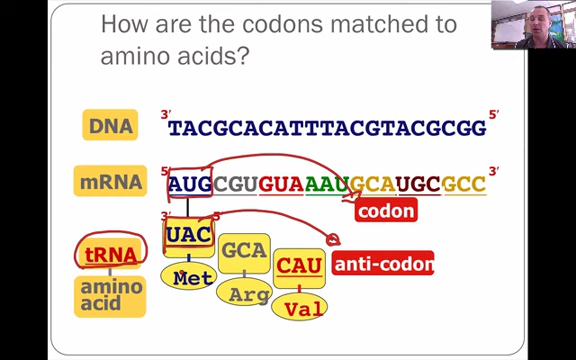 How are the codons matched to
amino acids?
DNA
3′
TACGCACATTTACGTACGCGG
5′
mRNA
5′
AUGCGUGUAAAUGCAUGCGCC
3′
codon
3′
5′
tRNA
UAC
GCA
CAU
anti-codon
amino
acid
Met
Arg
Val